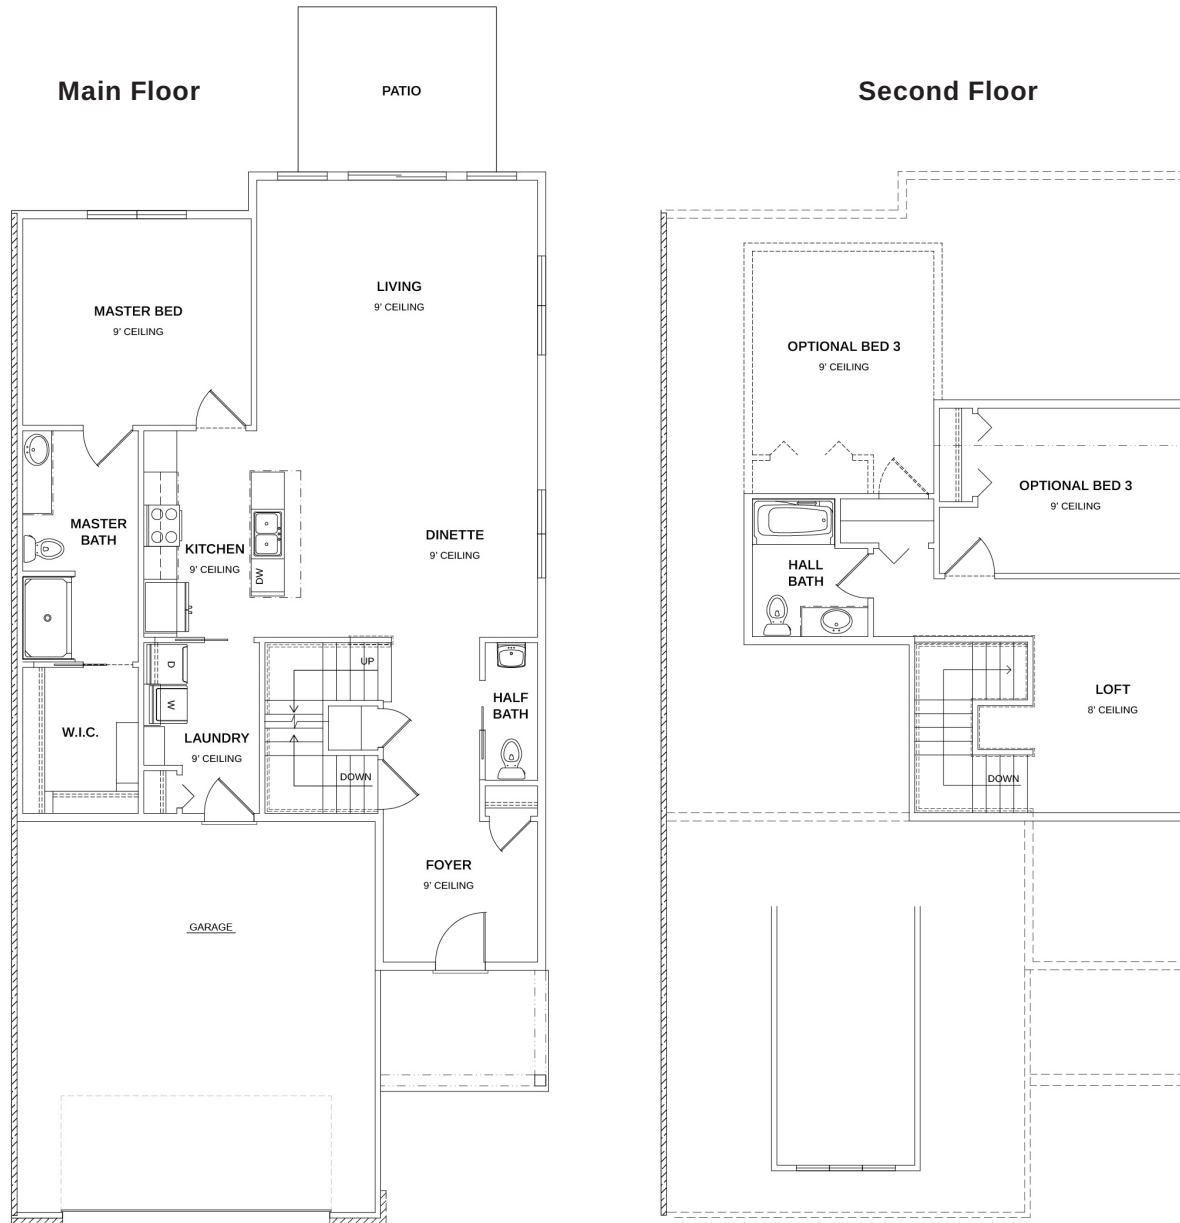 Main Floor
PATIO
Second Floor
LIVING
9' CEILING
MASTER BED
9' CEILING
OPTIONAL BED 3
9' CEILING
OPTIONAL BED 3
9' CEILING
MASTER
BATH
KITCHEN
9' CEILING
DINETTE
9' CEILING
DW
HALL
BATH
UP
D
W
HALF
BATH
LOFT
8' CEILING
W.I.C.
LAUNDRY
9' CEILING
DOWN
DOWN
FOYER
9' CEILING
GARAGE